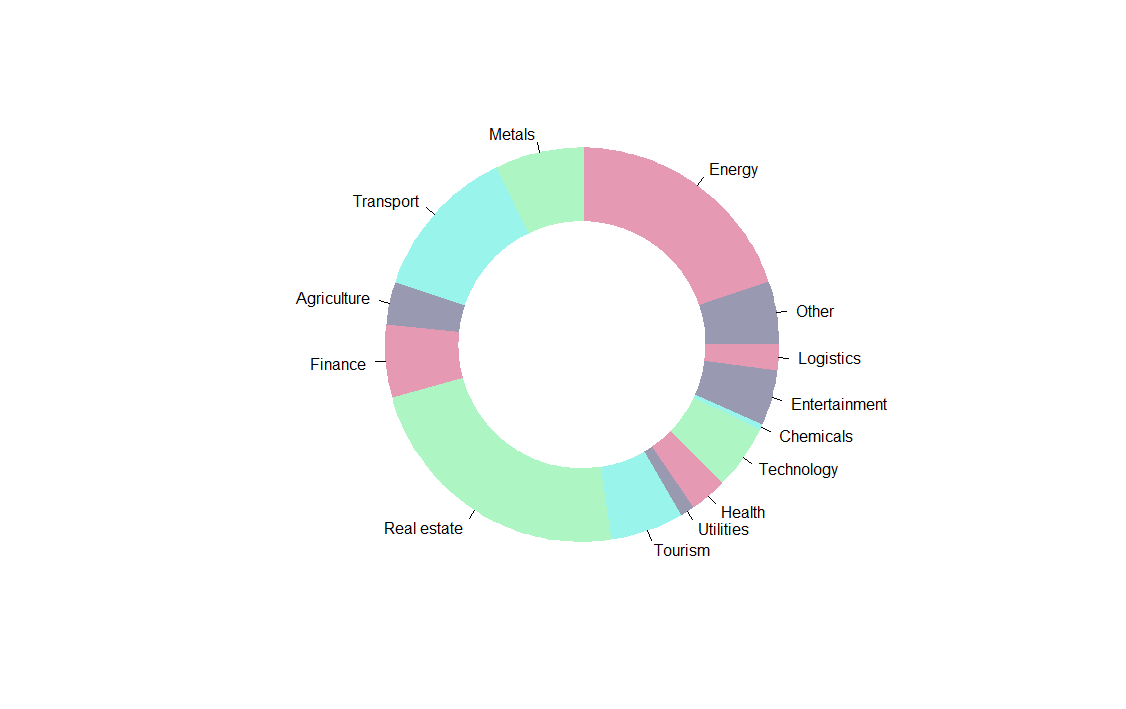 Metals
Energy
Transport
Agriculture
Other
Finance
Logistics
Entertainment
Chemicals
Technology
Health
Real estate
Utilities
Tourism